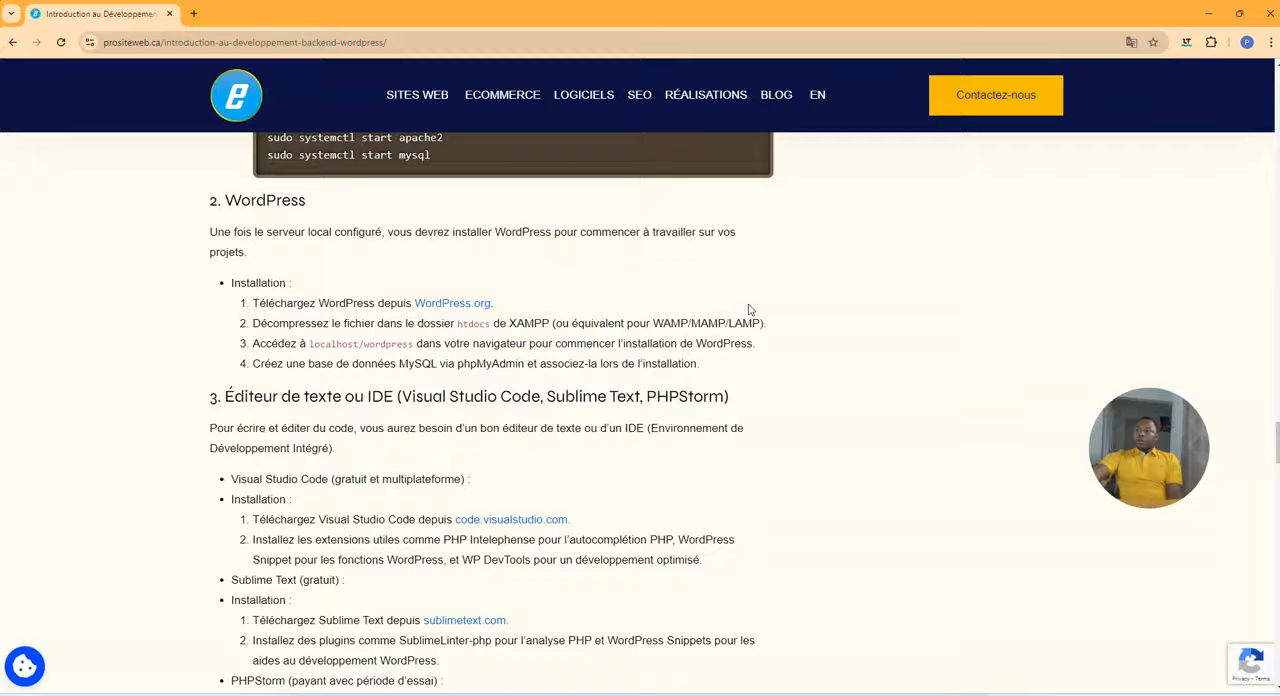 Introduction au Développemen
prositeweb.ca/introduction-au-developpement-backend-wordpress/
P
e
SITES WEB ECOMMERCE LOGICIELS SEO RÉALISATIONS BLOG EN
Contactez-nous
sudo systemctl start apache2
sudo systemctl start mysql
2. WordPress
Une fois le serveur local configuré, vous devrez installer WordPress pour commencer à travailler sur vos
projets.
• Installation :
1. Téléchargez WordPress depuis WordPress.org.
2. Décompressez le fichier dans le dossier htdocs de XAMPP (ou équivalent pour WAMP/MAMP/LAMP).
3. Accédez à localhost/wordpress dans votre navigateur pour commencer l’installation de WordPress.
4. Créez une base de données MySQL via phpMyAdmin et associez-la lors de l’installation.
3. Éditeur de texte ou IDE (Visual Studio Code, Sublime Text, PHPStorm)
Pour écrire et éditer du code, vous aurez besoin d’un bon éditeur de texte ou d’un IDE (Environnement de
Développement Intégré).
• Visual Studio Code (gratuit et multiplateforme) :
• Installation :
1. Téléchargez Visual Studio Code depuis code.visualstudio.com.
2. Installez les extensions utiles comme PHP Intelephense pour l’autocomplétion PHP, WordPress
Snippet pour les fonctions WordPress, et WP DevTools pour un développement optimisé.
• Sublime Text (gratuit) :
• Installation :
1. Téléchargez Sublime Text depuis sublimetext.com.
2. Installez des plugins comme SublimeLinter-php pour l’analyse PHP et WordPress Snippets pour les
aides au développement WordPress.
• PHPStorm (payant avec période d’essai) :
Privacy - Terms